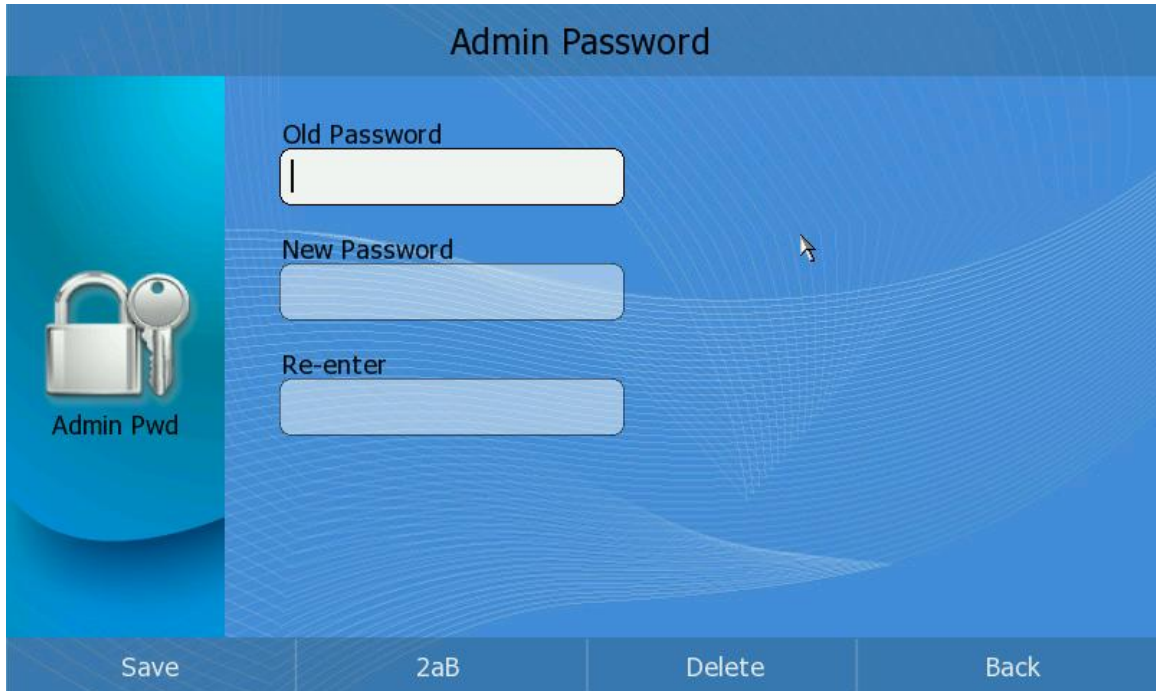 Admin Password
Old Password
New Password
Re-enter
Admin Pwd
Save
2aB
Delete
Back